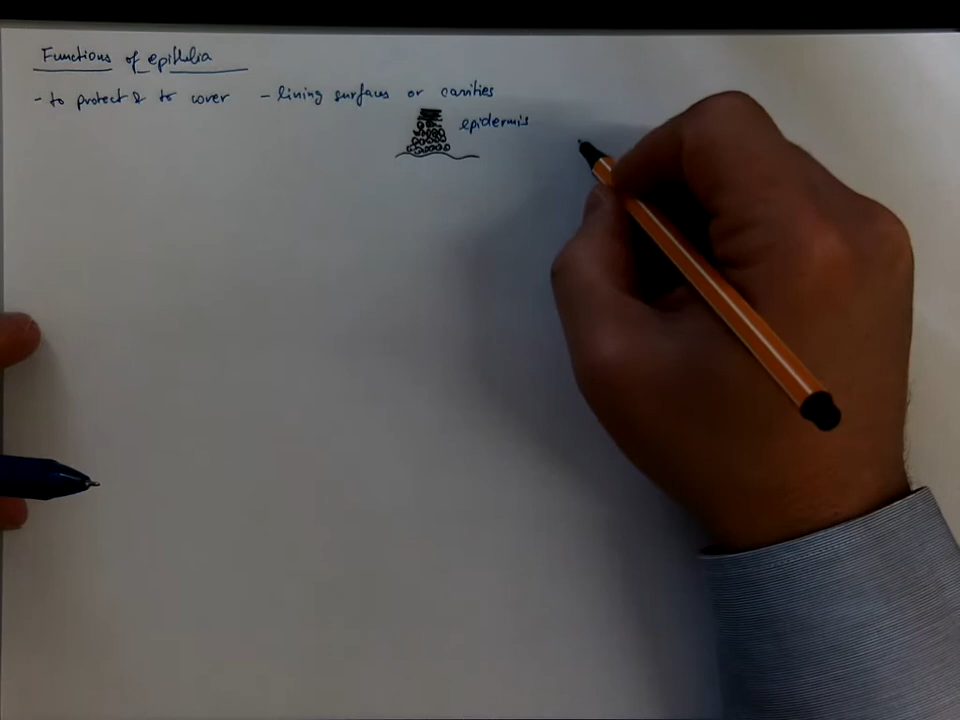 Functions of epithelia
- to protect & to cover - lining surfaces or cavities
epidermis